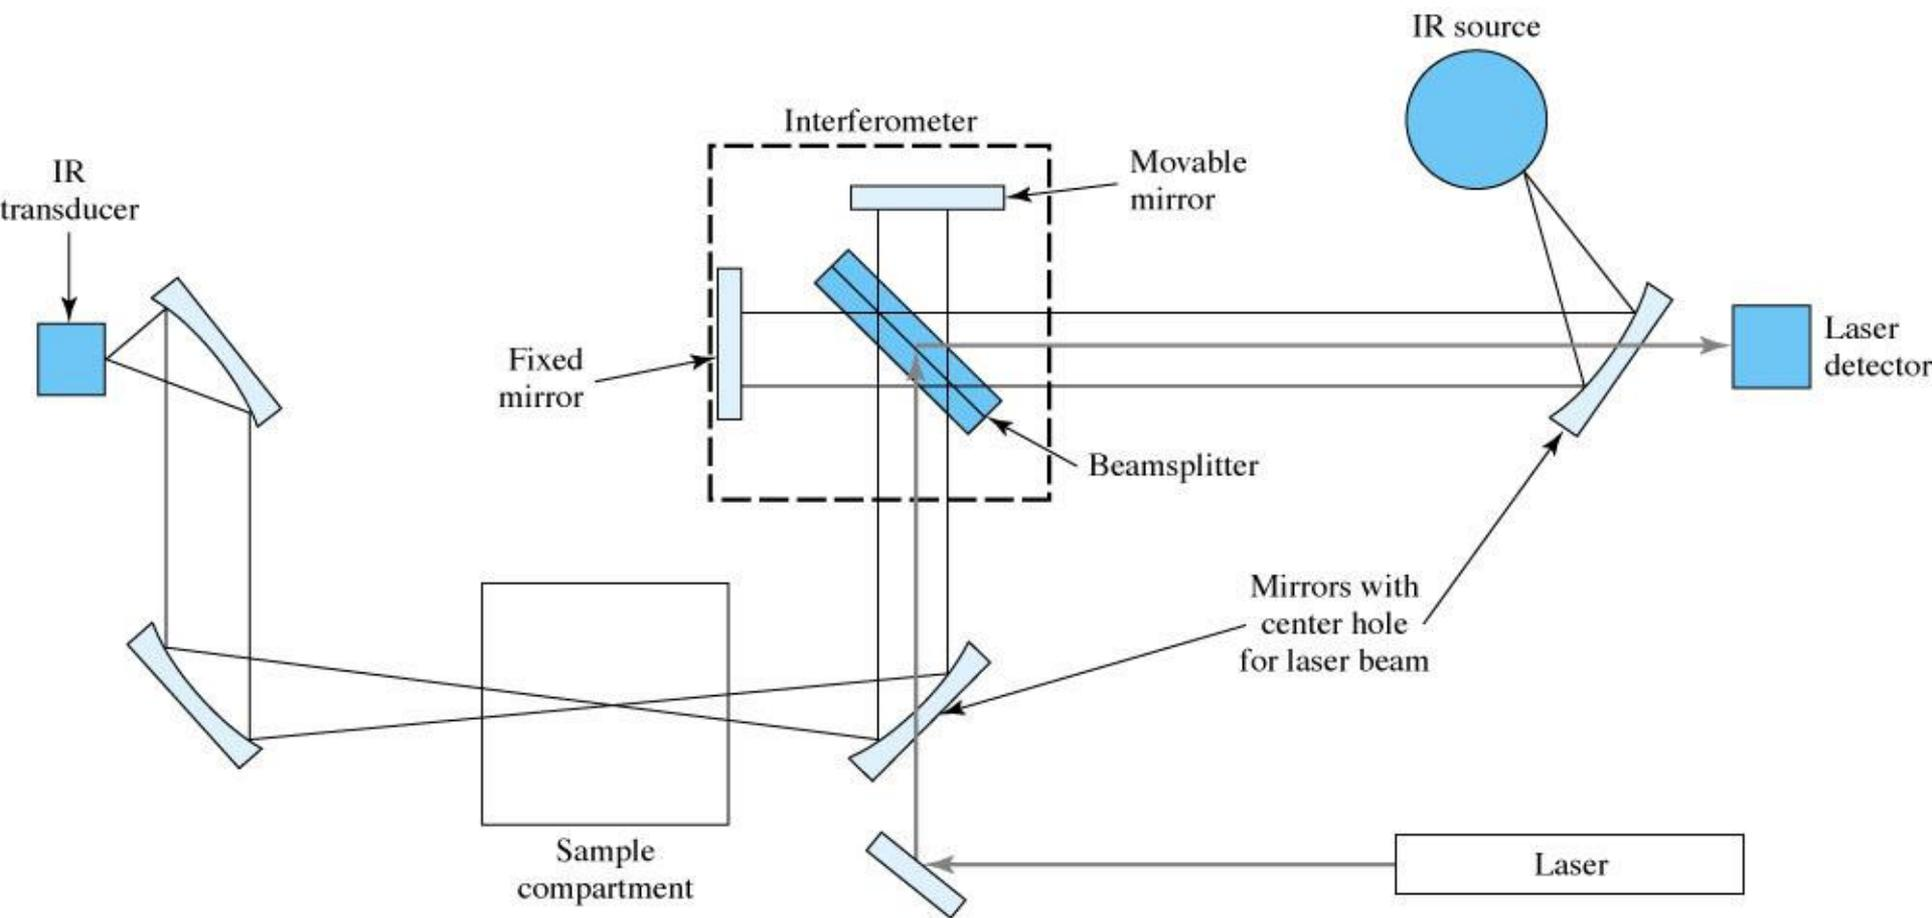 IR source
Interferometer
Movable
mirror
IR
transducer
Laser
detector
Fixed
mirror
Beamsplitter
Mirrors with
center hole
for laser beam
Sample
compartment
Laser